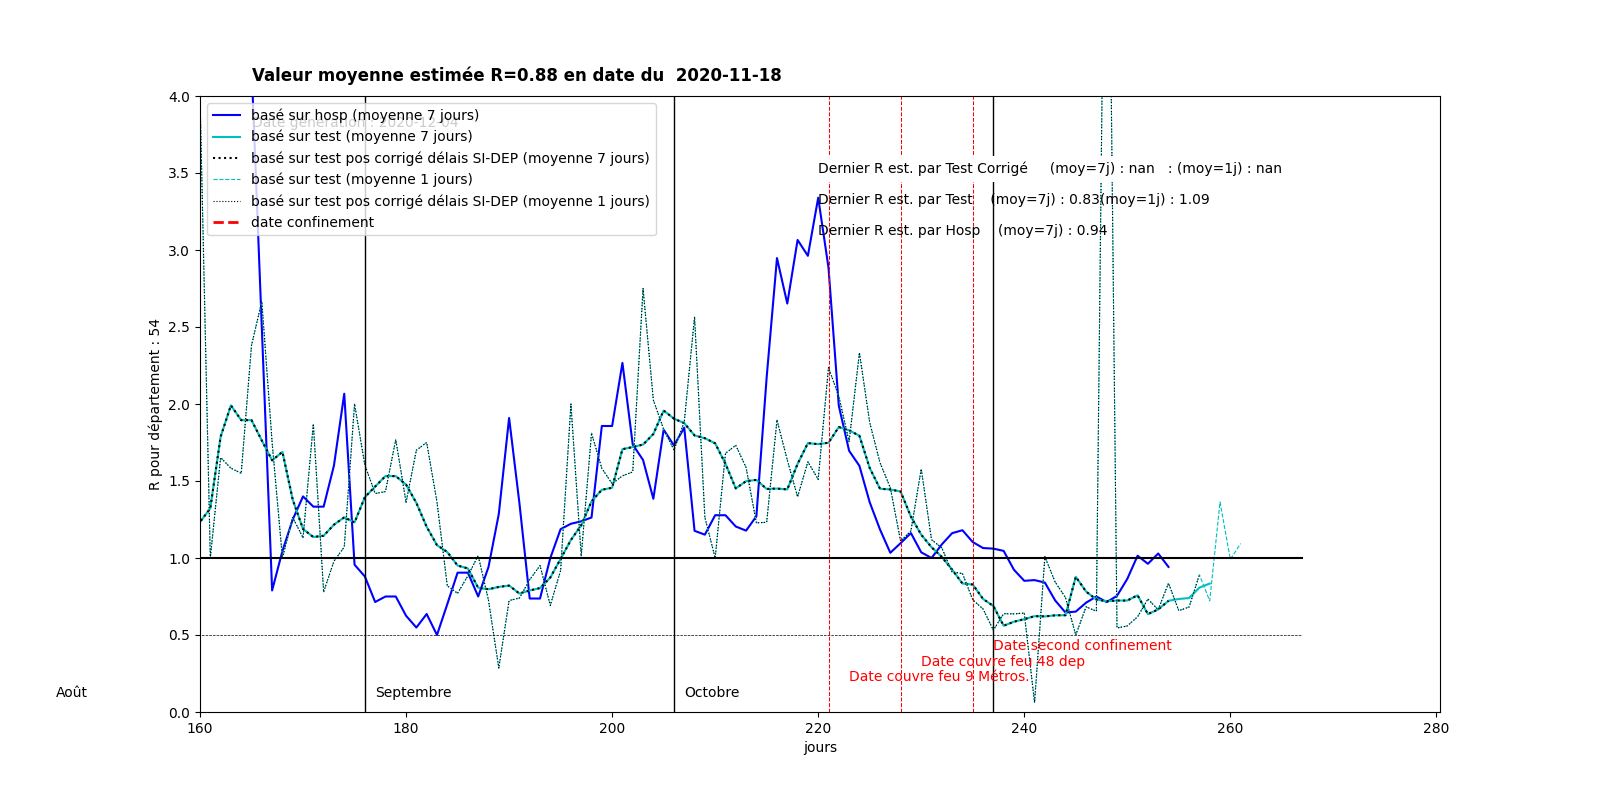 Valeur moyenne estimée R=0.88 en date du  2020-11-18
Date génération : 2020-12-04
basé sur hosp (moyenne 7 jours)
basé sur test (moyenne 7 jours)
basé sur test pos corrigé délais SI-DEP (moyenne 7 jours)
basé sur test (moyenne 1 jours)
basé sur test pos corrigé délais SI-DEP (moyenne 1 jours)
date confinement
Dernier R est. par Test Corrigé     (moy=7j) : nan   : (moy=1j) : nan
Dernier R est. par Test    (moy=7j) : 0.83(moy=1j) : 1.09
Dernier R est. par Hosp    (moy=7j) : 0.94
R pour département : 54
4.0
3.5
3.0
2.5
2.0
1.5
1.0
0.5
0.0
Date second confinement
Date couvre feu 48 dep
Date couvre feu 9 Métros.
Août
Septembre
Octobre
160
180
200
220
240
260
280
jours